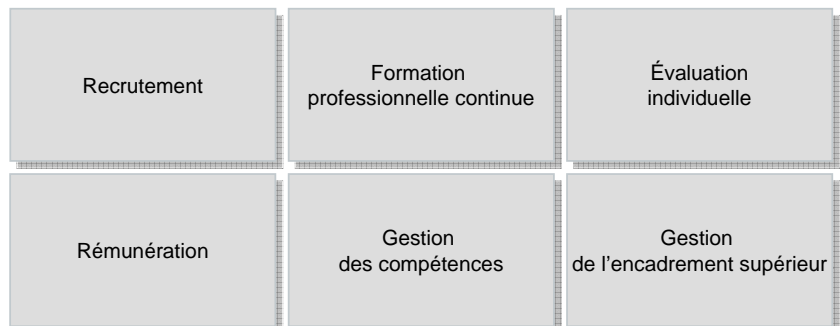 Recrutement
Formation
professionnelle continue
Évaluation
individuelle
Rémunération
Gestion
des compétences
Gestion
de l'encadrement supérieur